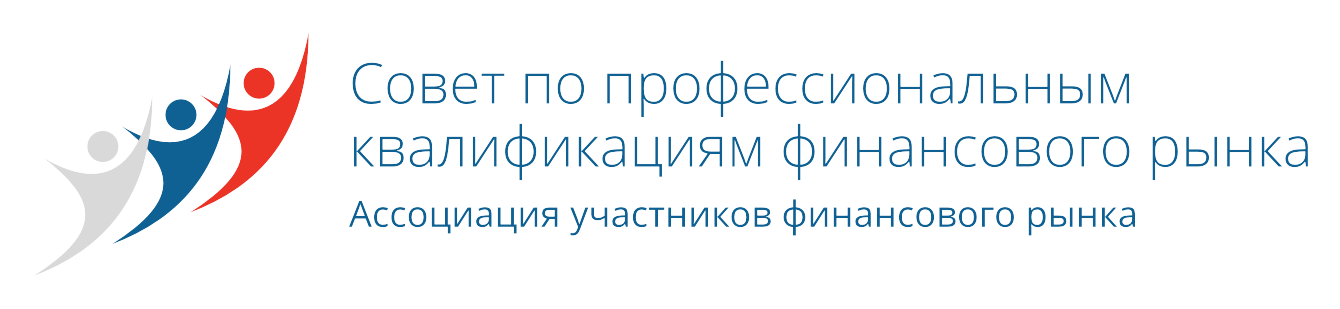 Совет по профессиональным
квалификациям финансового рынка
Ассоциация участников финансового рынка